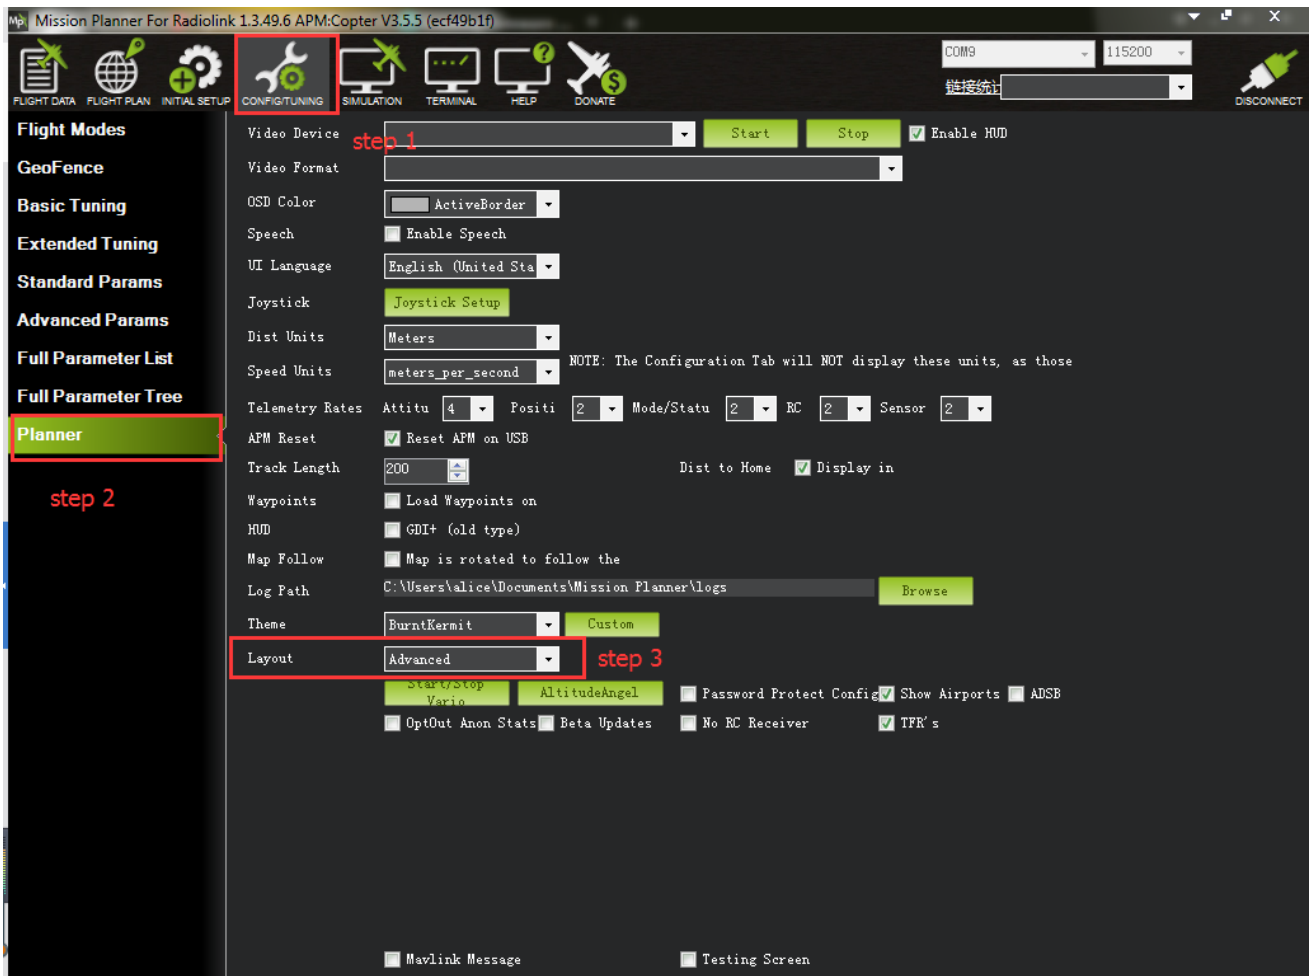 Mission Planner For Radiolink 1.3.49.6 APM:Copter V3.5.5 (ecf49b1f)
FLIGHT DATA FLIGHT PLAN INITIAL SETUP CONFIG/TUNING SIMULATION TERMINAL HELP DONATE
COM9 115200
链接统计
DISCONNECT
Flight Modes
GeoFence
Basic Tuning
Extended Tuning
Standard Params
Advanced Params
Full Parameter List
Full Parameter Tree
Planner
step 2
step 1
Video Device Start Stop Enable HUD
Video Format
OSD Color ActiveBorder
Speech Enable Speech
UI Language English (United Sta
Joystick Joystick Setup
Dist Units Meters
NOTE: The Configuration Tab will NOT display these units, as those
Speed Units meters_per_second
Telemetry Rates Attitu 4 Positi 2 Mode/Statu 2 RC 2 Sensor 2
APM Reset Reset APM on USB
Track Length 200 Dist to Home Display in
Waypoints Load Waypoints on
HUD GDI+ (old type)
Map Follow Map is rotated to follow the
Log Path C:\Users\alice\Documents\Mission Planner\logs Browse
Theme BurntKermit Custom
Layout Advanced step 3
Start/Stop Vario AltitudeAngel Password Protect Config Show Airports ADSB
OptOut Anon Stats Beta Updates No RC Receiver TFR's
Mavlink Message Testing Screen